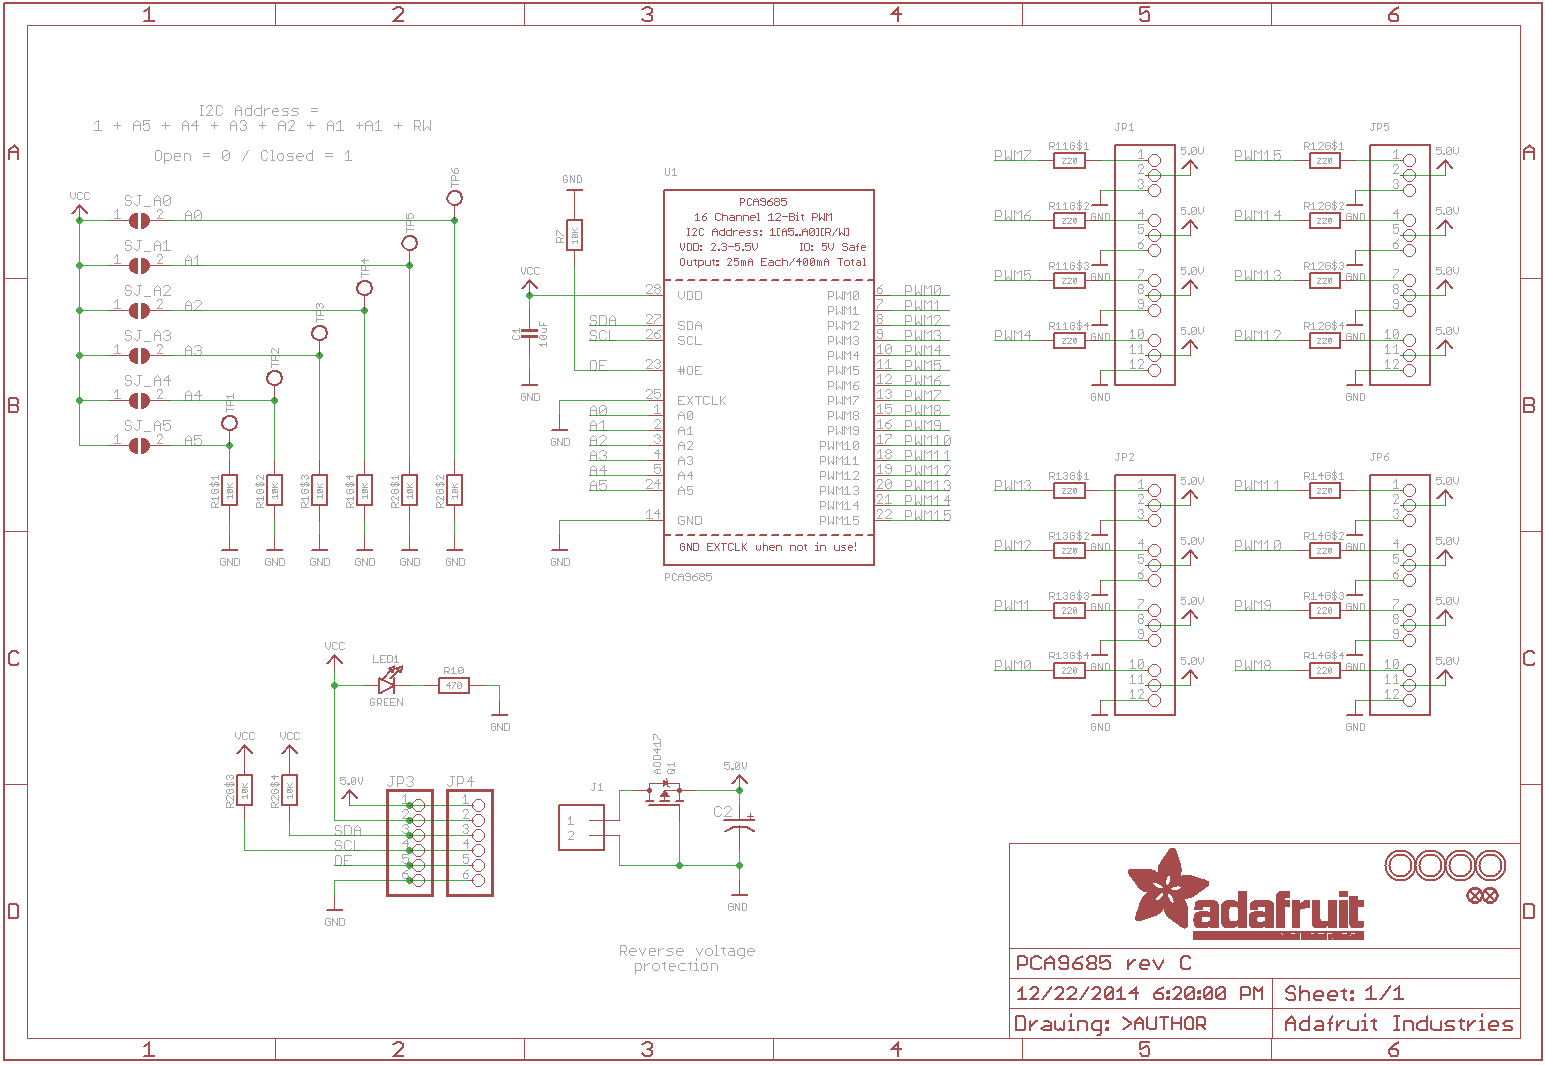 1 2 3 4 5 6
A
B
C
D
I2C Address =
1 + A5 + A4 + A3 + A2 + A1 +A1 + RW
Open = 0 / Closed = 1
VCC
SJ_A0
1 2 A0
SJ_A1
1 2 A1
SJ_A2
1 2 A2
SJ_A3
1 2 A3
SJ_A4
1 2 A4
SJ_A5
1 2 A5
TP6
TP5
TP4
TP3
TP2
TP1
R1G$1 10K
R1G$2 10K
R1G$3 10K
R1G$4 10K
R2G$1 10K
R2G$2 10K
GND GND GND GND GND GND
GND
R7 10K
VCC
C1 10uF
GND
GND
GND
U1
PCA9685
16 Channel 12-Bit PWM
I2C Address: 1[A5..A0][R/W]
VDD: 2.3-5.5V IO: 5V Safe
Output: 25mA Each/400mA Total
28 VDD
SDA 27 SDA
SCL 26 SCL
OE 23 #OE
25 EXTCLK
A0 1 A0
A1 2 A1
A2 3 A2
A3 4 A3
A4 5 A4
A5 24 A5
14 GND
PWM0 6 PWM0
PWM1 7 PWM1
PWM2 8 PWM2
PWM3 9 PWM3
PWM4 10 PWM4
PWM5 11 PWM5
PWM6 12 PWM6
PWM7 13 PWM7
PWM8 15 PWM8
PWM9 16 PWM9
PWM10 17 PWM10
PWM11 18 PWM11
PWM12 19 PWM12
PWM13 20 PWM13
PWM14 21 PWM14
PWM15 22 PWM15
GND EXTCLK when not in use!
PCA9685
JP1
PWM7 R11G$1 220 1 5.0V
2
3
GND
PWM6 R11G$2 220 4 5.0V
5
6
GND
PWM5 R11G$3 220 7 5.0V
8
9
GND
PWM4 R11G$4 220 10 5.0V
11
12
GND
JP5
PWM15 R12G$1 220 1 5.0V
2
3
GND
PWM14 R12G$2 220 4 5.0V
5
6
GND
PWM13 R12G$3 220 7 5.0V
8
9
GND
PWM12 R12G$4 220 10 5.0V
11
12
GND
JP2
PWM3 R13G$1 220 1 5.0V
2
3
GND
PWM2 R13G$2 220 4 5.0V
5
6
GND
PWM1 R13G$3 220 7 5.0V
8
9
GND
PWM0 R13G$4 220 10 5.0V
11
12
GND
JP6
PWM11 R14G$1 220 1 5.0V
2
3
GND
PWM10 R14G$2 220 4 5.0V
5
6
GND
PWM9 R14G$3 220 7 5.0V
8
9
GND
PWM8 R14G$4 220 10 5.0V
11
12
GND
VCC
LED1
GREEN
R10
470
GND
VCC VCC
R2G$3 10K
R2G$4 10K
5.0V
JP3 JP4
1 1
2 2
SDA 3 3
SCL 4 4
OE 5 5
6 6
GND
J1
1
2
AOD417
Q1
5.0V
C2
+
GND
Reverse voltage
protection
adafruit
PCA9685 rev C
12/22/2014 6:20:00 PM Sheet: 1/1
Drawing: >AUTHOR Adafruit Industries
A
B
C
D
1 2 3 4 5 6